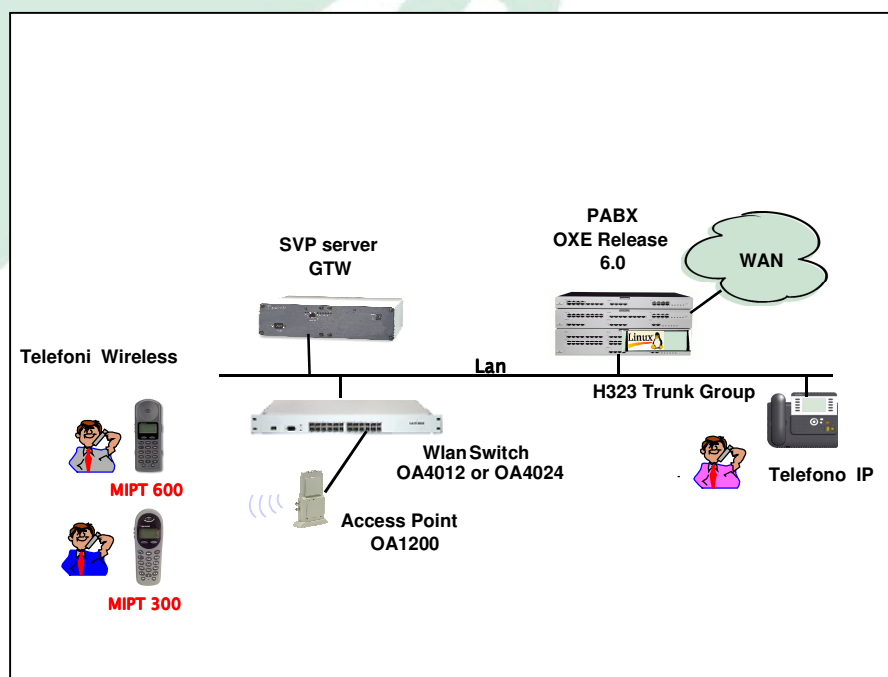 PABX
OXE Release
6.0
SVP server
GTW
WAN
Linux
Telefoni Wireless
Lan
H323 Trunk Group
Wlan Switch
OA4012 or OA4024
Telefono IP
MIPT 600
Access Point
OA1200
MIPT 300